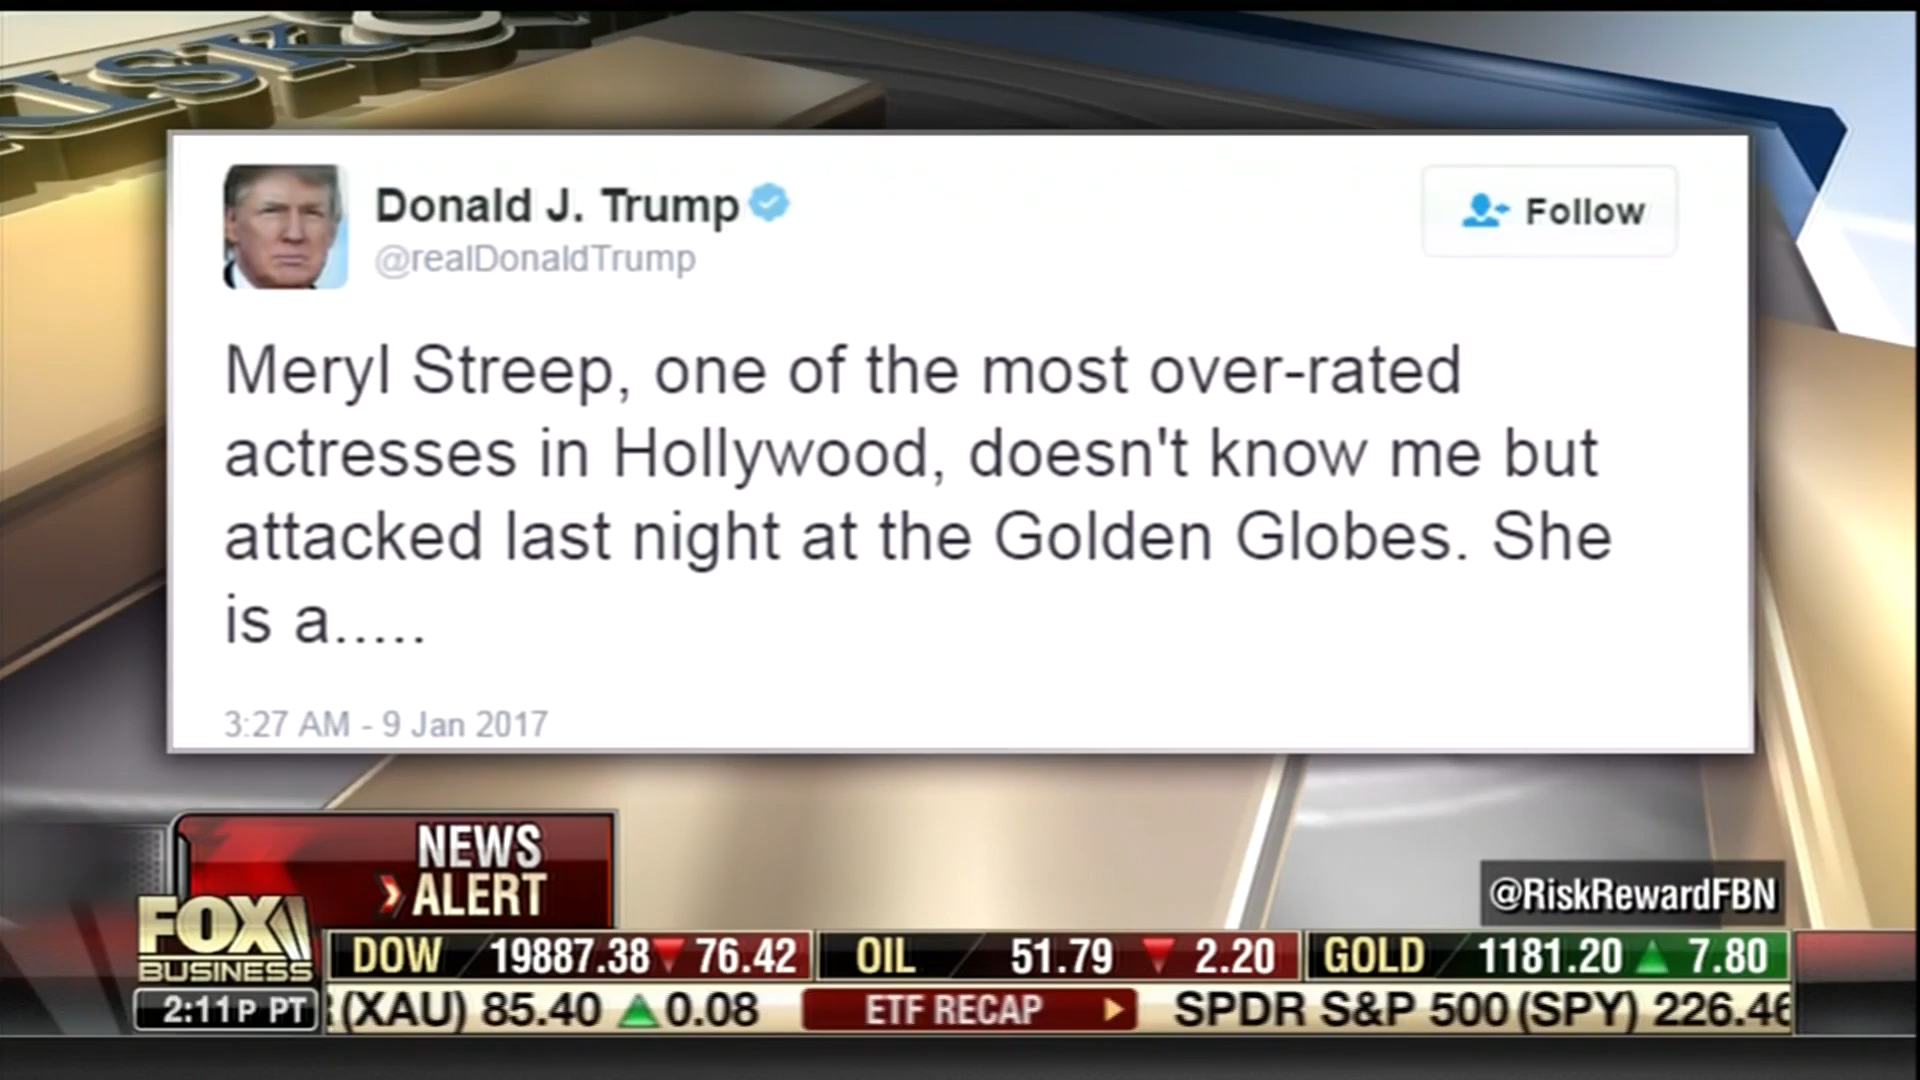 RISK &
Donald J. Trump
@realDonaldTrump
Follow
Meryl Streep, one of the most over-rated
actresses in Hollywood, doesn't know me but
attacked last night at the Golden Globes. She
is a.....
3:27 AM - 9 Jan 2017
NEWS
ALERT
@RiskRewardFBN
FOX
BUSINESS
DOW 19887.38 76.42 OIL 51.79 2.20 GOLD 1181.20 7.80
2:11P PT (XAU) 85.40 0.08 ETF RECAP SPDR S&P 500 (SPY) 226.46